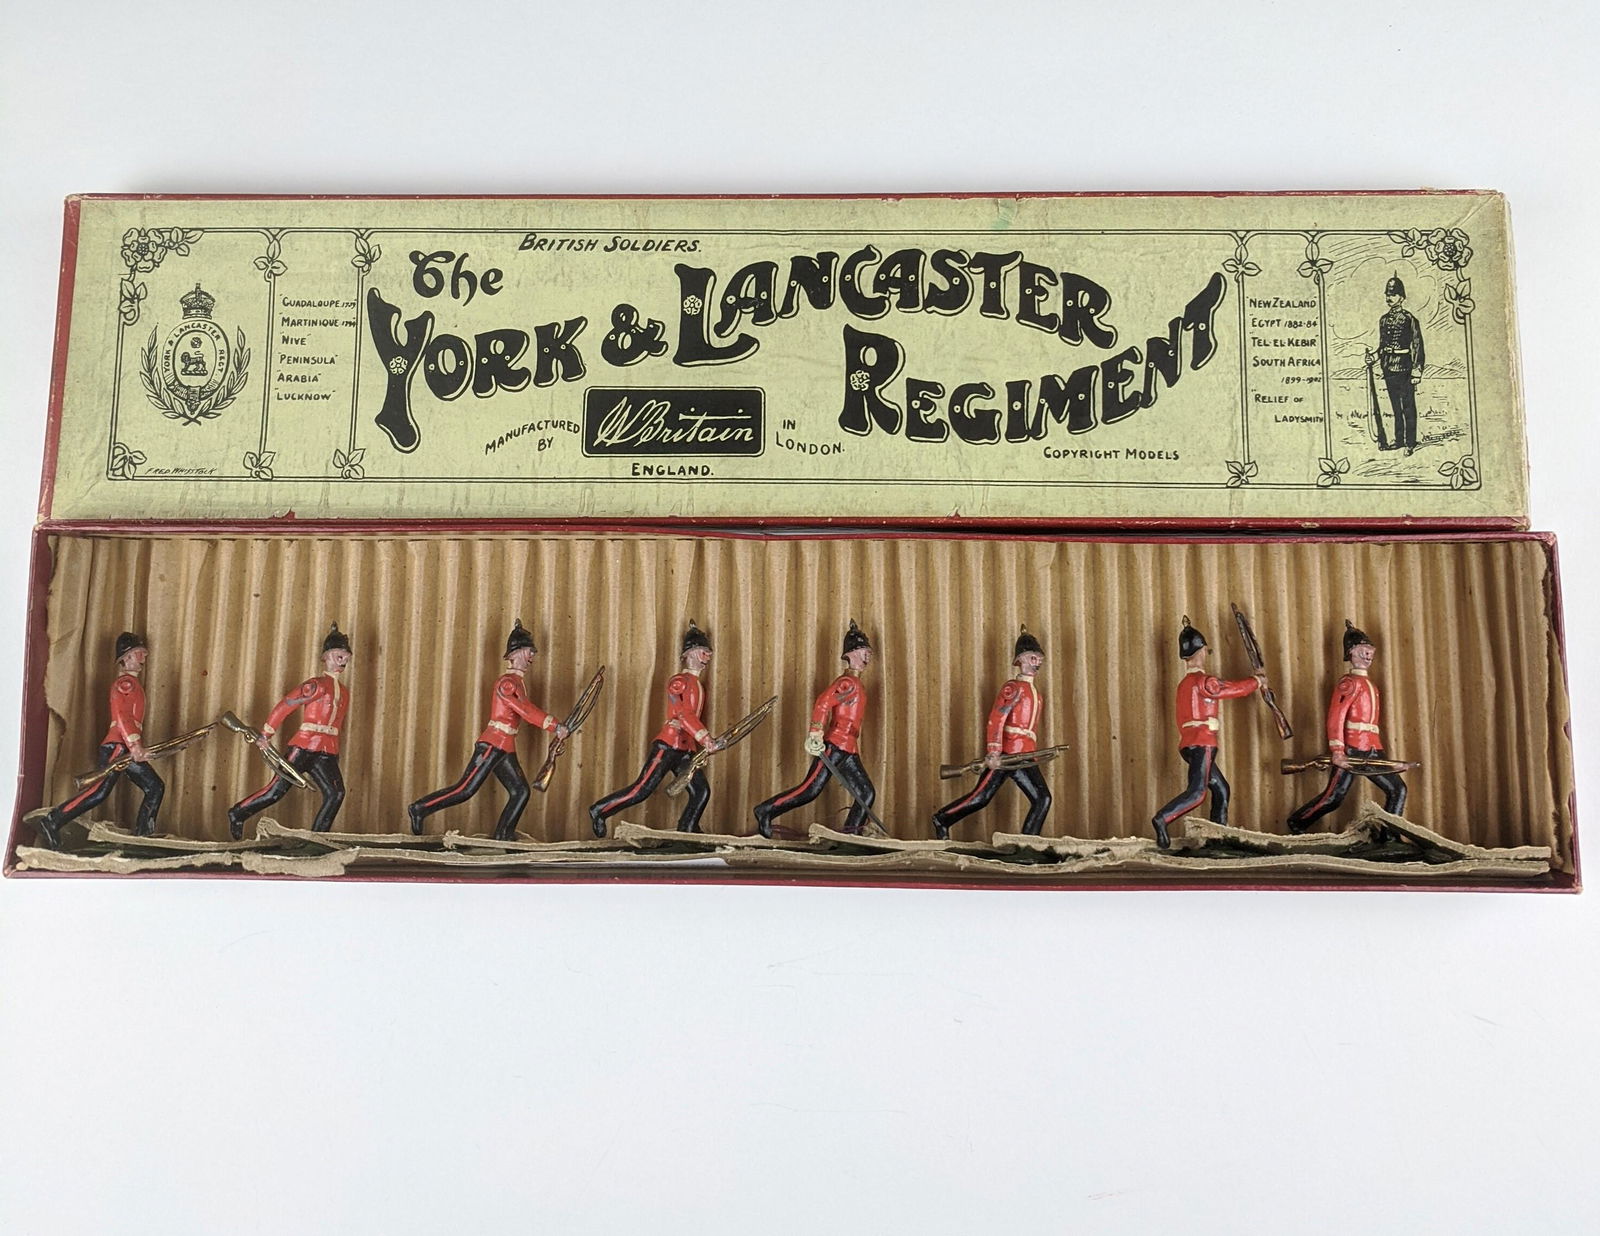 BRITISH SOLDIERS.
The
YORK & LANCASTER
REGIMENT
MANUFACTURED
BY
W Britain
IN
LONDON.
ENGLAND.
COPYRIGHT MODELS
YORK & LANCASTER REGT
"GUADALOUPE
"MARTINIQUE
"NIVE"
"PENINSULA"
ARABIA"
LUCKNOW"
FRED WHISSTOCK
"NEW ZEALAND"
"EGYPT 1882-84"
"TEL-EL-KEBIR"
SOUTH AFRICA
1899-1902
"RELIEF OF
LADYSMITH"